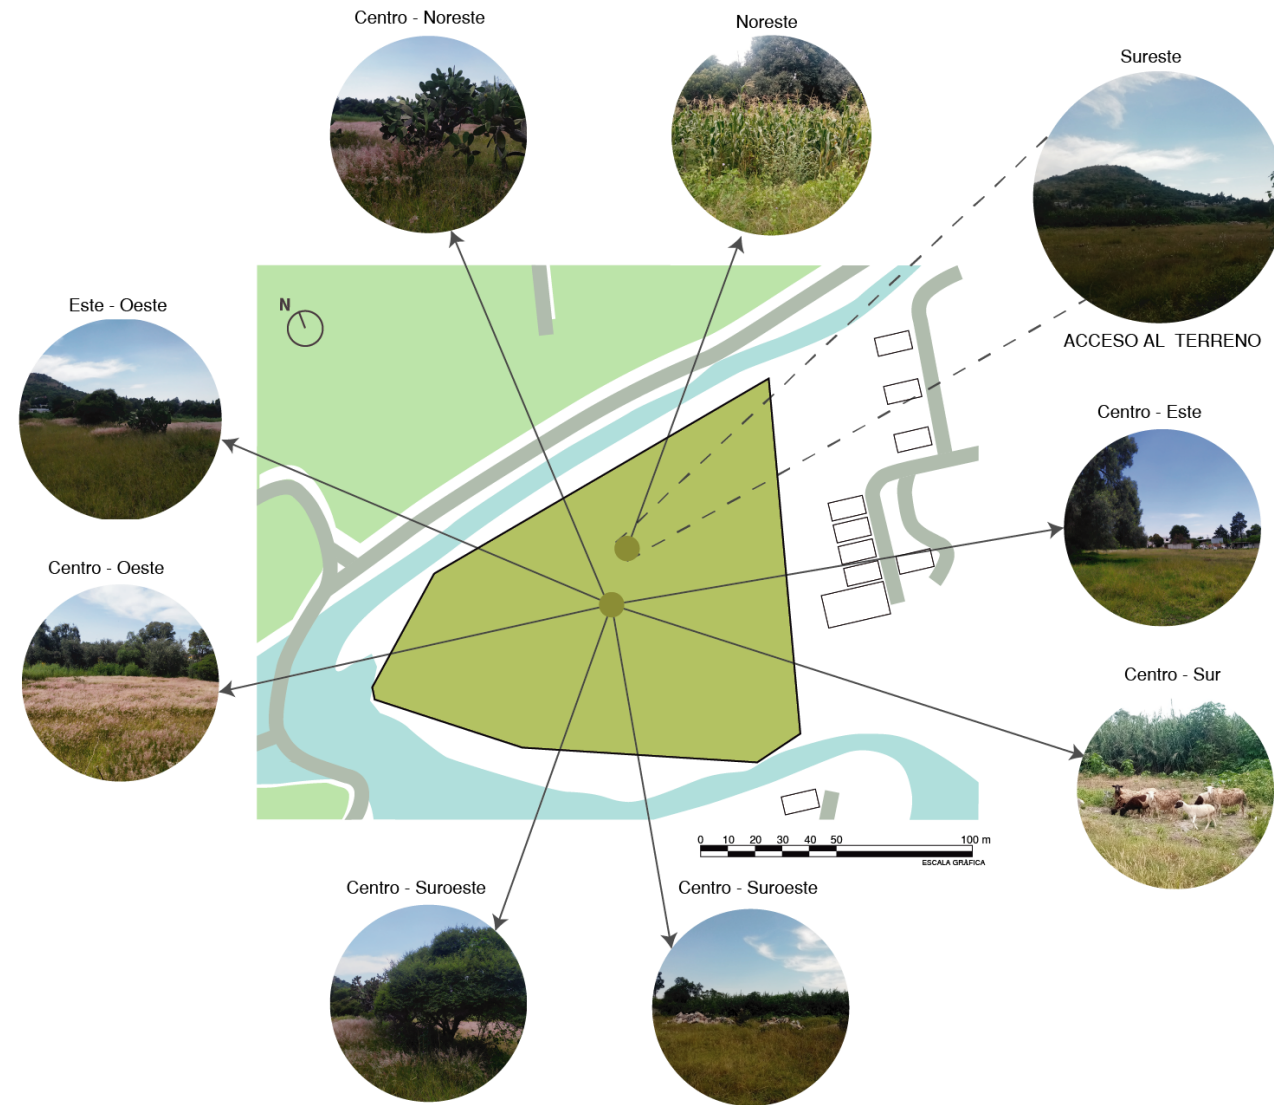 Centro - Noreste
Noreste
Sureste
ACCESO AL  TERRENO
Este - Oeste
N
Centro - Este
Centro - Oeste
Centro - Sur
0 10 20 30 40 50 100 m
ESCALA GRÁFICA
Centro - Suroeste
Centro - Suroeste